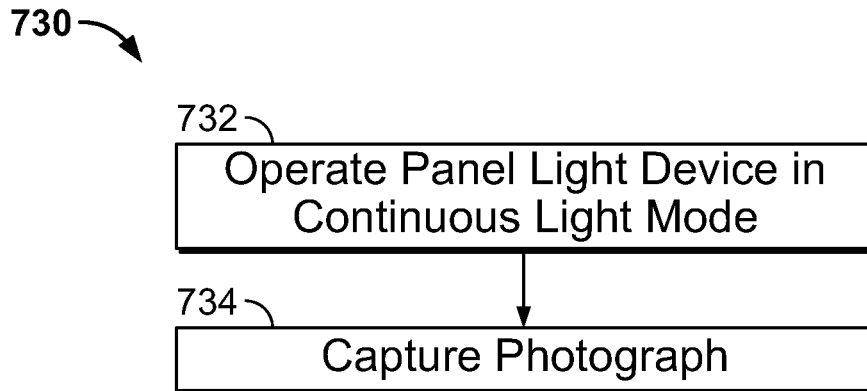 730
732
Operate Panel Light Device in
Continuous Light Mode
734
Capture Photograph